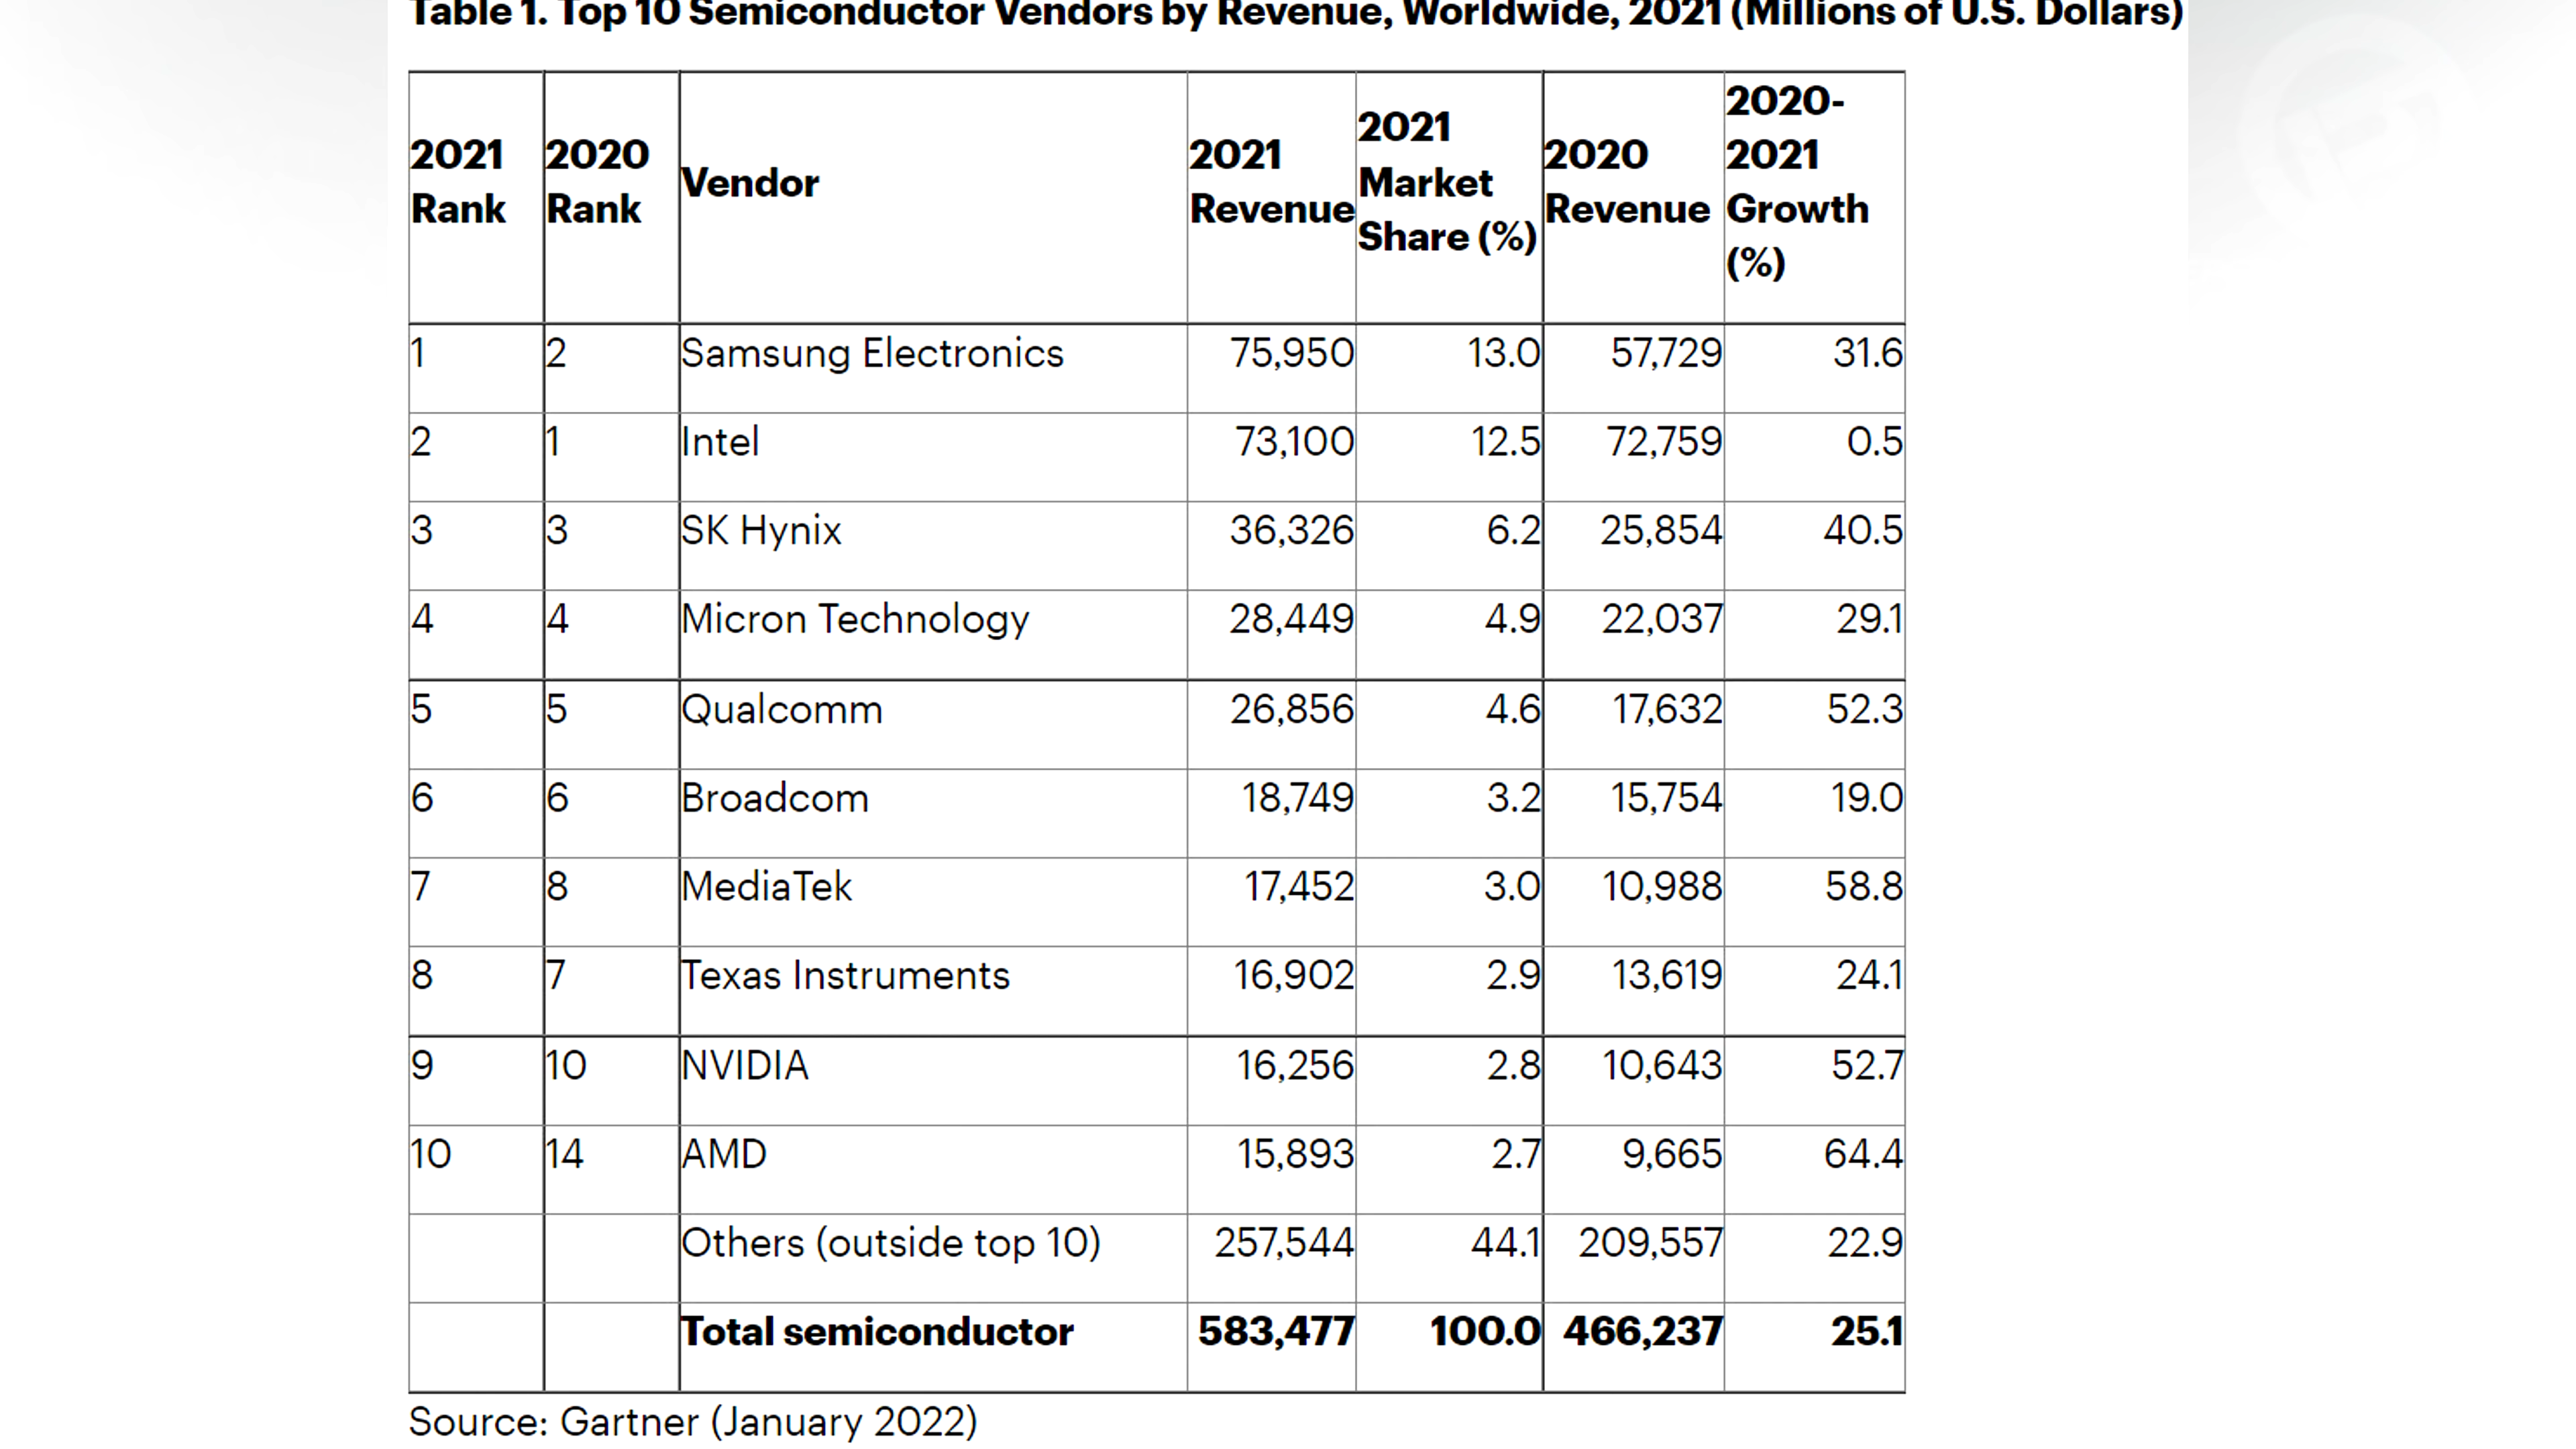 Table 1. Top 10 Semiconductor Vendors by Revenue, Worldwide, 2021 (Millions of U.S. Dollars)
2021 Rank 2020 Rank Vendor 2021 Revenue 2021 Market Share (%) 2020 Revenue 2020-2021 Growth (%)
1 2 Samsung Electronics 75,950 13.0 57,729 31.6
2 1 Intel 73,100 12.5 72,759 0.5
3 3 SK Hynix 36,326 6.2 25,854 40.5
4 4 Micron Technology 28,449 4.9 22,037 29.1
5 5 Qualcomm 26,856 4.6 17,632 52.3
6 6 Broadcom 18,749 3.2 15,754 19.0
7 8 MediaTek 17,452 3.0 10,988 58.8
8 7 Texas Instruments 16,902 2.9 13,619 24.1
9 10 NVIDIA 16,256 2.8 10,643 52.7
10 14 AMD 15,893 2.7 9,665 64.4
Others (outside top 10) 257,544 44.1 209,557 22.9
Total semiconductor 583,477 100.0 466,237 25.1
Source: Gartner (January 2022)